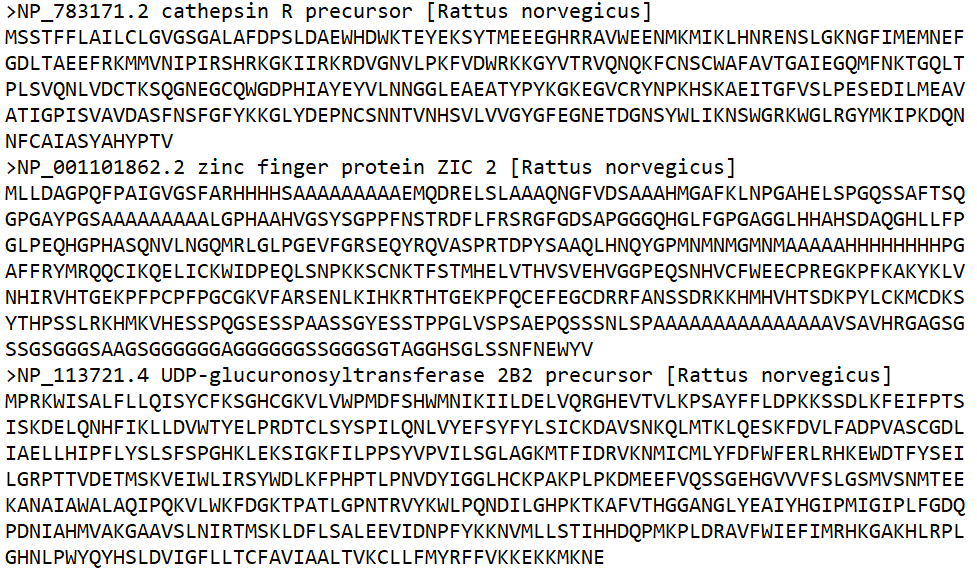 >NP_783171.2 cathepsin R precursor [Rattus norvegicus]
MSSTFFLAILCLGVGSGALAFDPSLDAEWHDWKTEYEKSYTMEEEGHRRAVWEENMKMIKLHNRENSLGKNGFIMEMNEF
GDLTAEEFRKMMVNIPIRSHRKGKIIRKRDVGNVLPKFVDWRKKGYVTRVQNQKFCNSCWAFAVTGAIEGQMFNKTGQLT
PLSVQNLVDCTKSQGNEGCQWGDPHIAYEYVLNNGGLEAEATYPYKGKEGVCRYNPKHSKAEITGFVSLPESEDILMEAV
ATIGPISVAVDASFNSFGFYKKGLYDEPNCSNNTVNHSVLVVGYGFEGNETDGNSYWLIKNSWGRKWGLRGYMKIPKDQN
NFCAIASYAHYPTV
>NP_001101862.2 zinc finger protein ZIC 2 [Rattus norvegicus]
MLLDAGPQFPAIGVGSFARHHHHSAAAAAAAAAEMQDRELSLAAAQNGFVDSAAAHMGAFKLNPGAHELSPGQSSAFTSQ
GPGAYPGSAAAAAAAAALGPHAAHVGSYSGPPFNSTRDFLFRSRGFGDSAPGGGQHGLFGPGAGGLHHAHSDAQGHLLFP
GLPEQHGPHASQNVLNGQMRLGLPGEVFGRSEQYRQVASPRTDPYSAAQLHNQYGPMNMNMGMNMAAAAAHHHHHHHHPG
AFFRYMRQQCIKQELICKWIDPEQLSNPKKSCNKTFSTMHELVTHVSVEHVGGPEQSNHVCFWEECPREGKPFKAKYKLV
NHIRVHTGEKPFPCPFPGCGKVFARSENLKIHKRTHTGEKPFQCEFEGCDRRFANSSDRKKHMHVHTSDKPYLCKMCDKS
YTHPSSLRKHMKVHESSPQGSESSPAASSGYESSTPPGLVSPSAEPQSSSNLSPAAAAAAAAAAAAAAAVSAVHRGAGSG
SSGSGGGSAAGSGGGGGGAGGGGGGSSGGGSGTAGGHSGLSSNFNEWYV
>NP_113721.4 UDP-glucuronosyltransferase 2B2 precursor [Rattus norvegicus]
MPRKWISALFLLQISYCFKSGHCGKVLVWPMDFSHWMNIKIILDELVQRGHEVTVLKPSAYFFLDPKKSSDLKFEIFPTS
ISKDELQNHFIKLLDVWTYELPRDTCLSYSPILQNLVYEFSYFYLSICKDAVSNKQLMTKLQESKFDVLFADPVASCGDL
IAELLHIPFLYSLSFSPGHKLEKSIGKFILPPSYVPVILSGLAGKMTFIDRVKNMICMLYFDFWFERLRHKEWDTFYSEI
LGRPTTVDETMSKVEIWLIRSYWDLKFPHPTLPNVDYIGGLHCKPAKPLPKDMEEFVQSSGEHGVVVFSLGSMVSNMTEE
KANAIAWALAQIPQKVLWKFDGKTPATLGPNTRVYKWLPQNDILGHPKTKAFVTHGGANGLYEAIYHGIPMIGIPLFGDQ
PDNIAHMVAKGAAVSLNIRTMSKLDFLSALEEVIDNPFYKKNVMLLSTIHHDQPMKPLDRAVFWIEFIMRHKGAKHLRPL
GHNLPWYQYHSLDVIGFLLTCFAVIAALTVKCLLFMYRFFVKKEKKMKNE